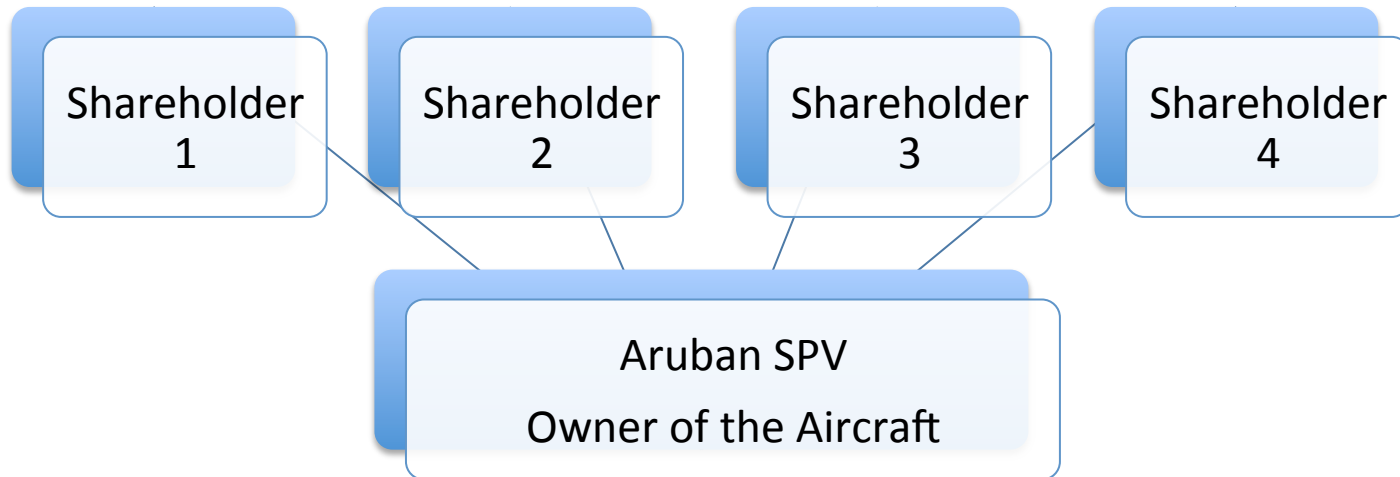 Shareholder
1
Shareholder
2
Shareholder
3
Shareholder
4
Aruban SPV
Owner of the Aircraft